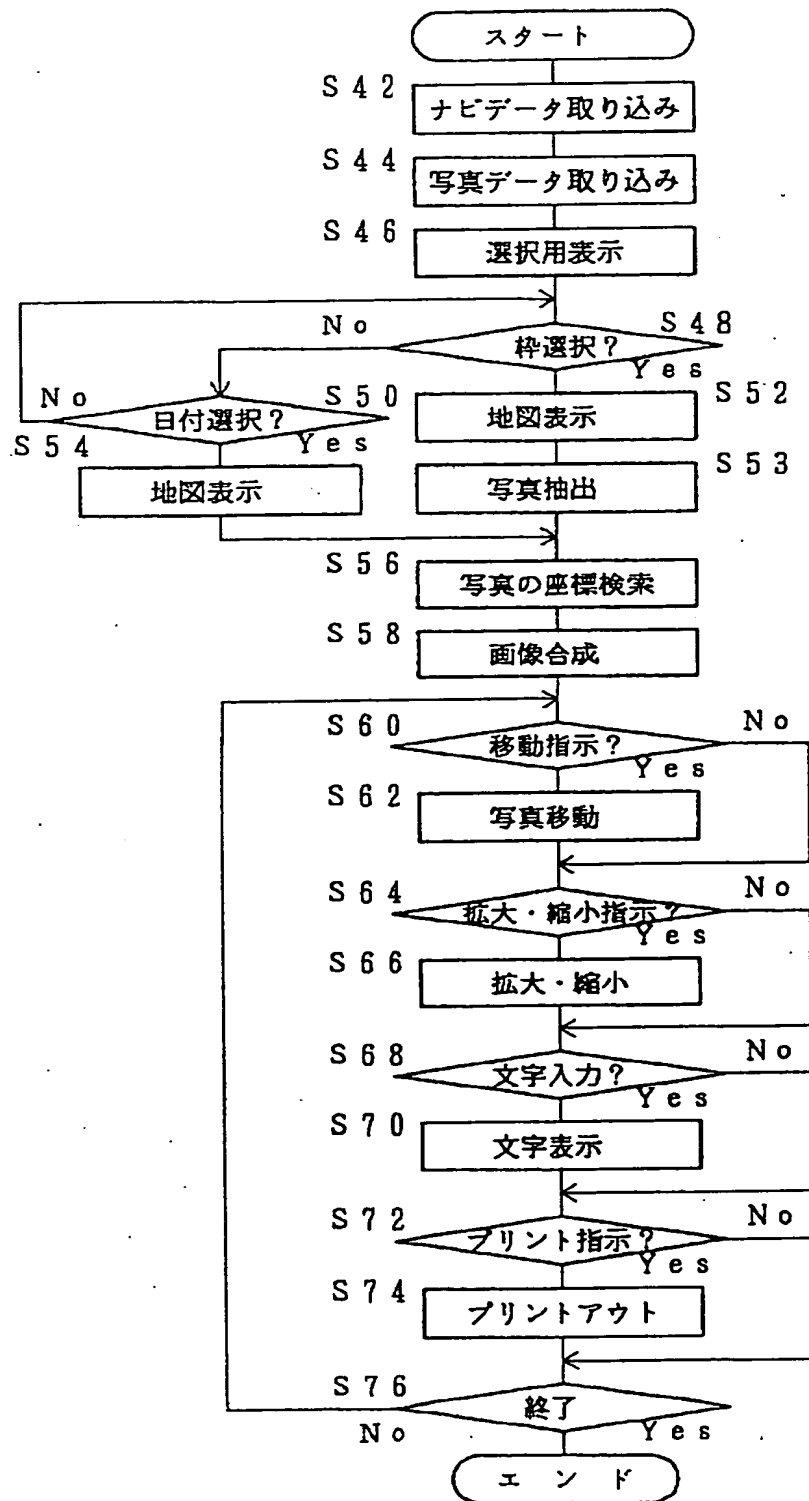 スタート
S42
ナビデータ取り込み
S44
写真データ取り込み
S46
選択用表示
No
S48
枠選択?
Yes
No
S50
日付選択?
Yes
S52
地図表示
S54
地図表示
S53
写真抽出
S56
写真の座標検索
S58
画像合成
S60
No
移動指示?
Yes
S62
写真移動
S64
No
拡大・縮小指示?
Yes
S66
拡大・縮小
S68
No
文字入力?
Yes
S70
文字表示
S72
No
プリント指示?
Yes
S74
プリントアウト
S76
終了
No
Yes
エンド